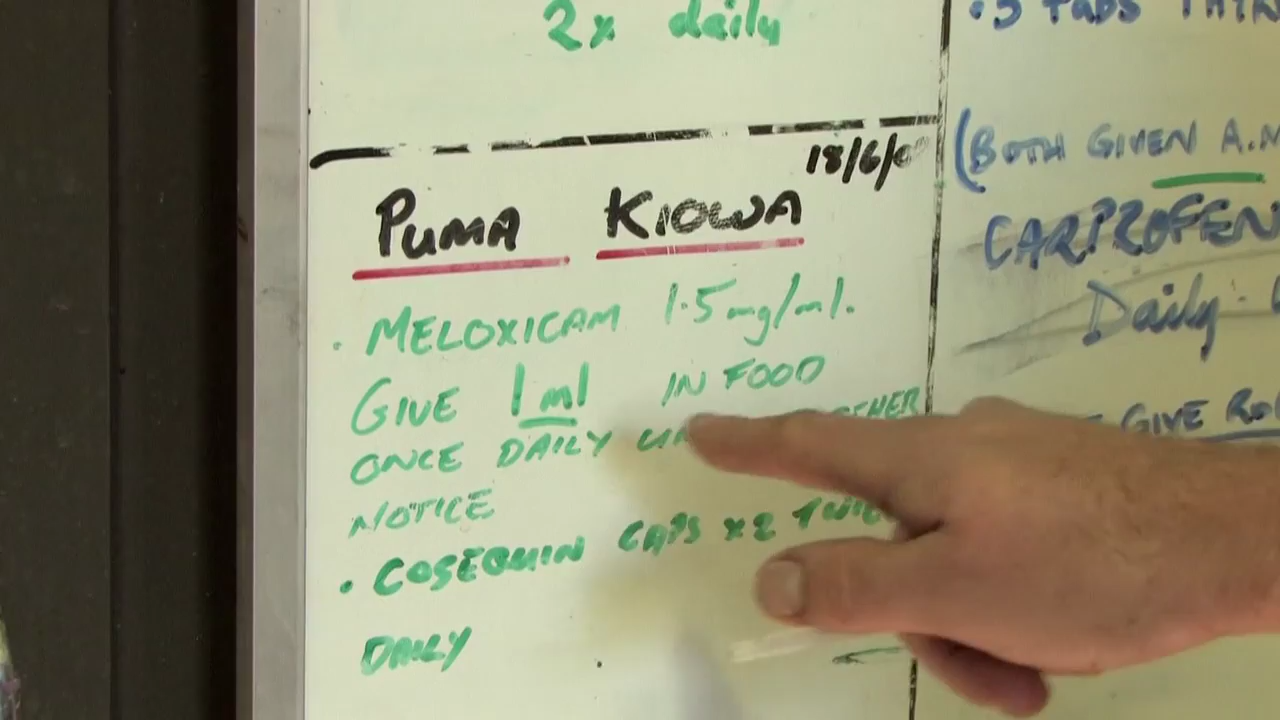 2x daily
18/6/0
PUMA KIOWA
• MELOXICAM 1.5mg/ml.
GIVE 1ml IN FOOD
ONCE DAILY
NOTICE
• COSEQUIN CAPS x2
DAILY
(BOTH GIVEN A.M
CARPROFEN
Daily.
GIVE